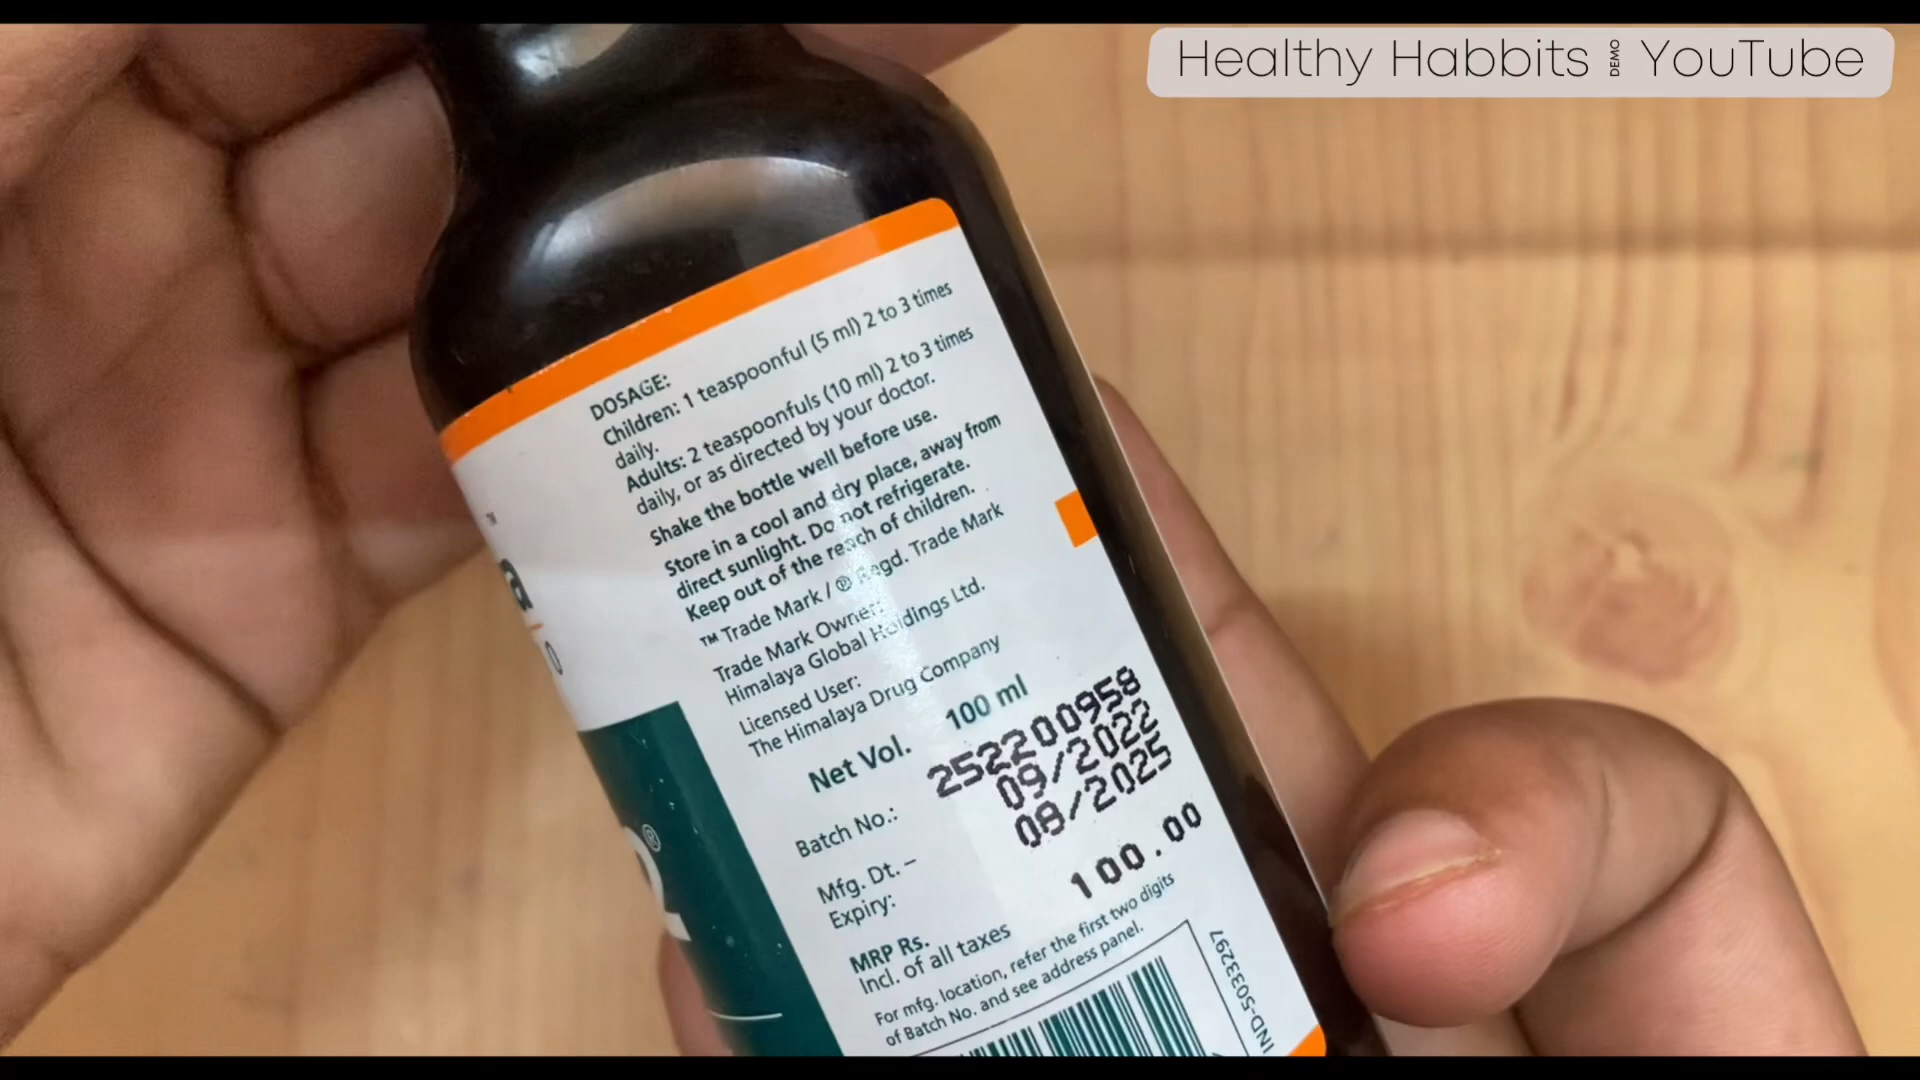 Healthy Habbits DEMO YouTube
DOSAGE:
Children: 1 teaspoonful (5 ml) 2 to 3 times
daily.
Adults: 2 teaspoonfuls (10 ml) 2 to 3 times
daily, or as directed by your doctor.
Shake the bottle well before use.
Store in a cool and dry place, away from
direct sunlight. Do not refrigerate.
Keep out of the reach of children.
™ Trade Mark / ® Regd. Trade Mark
Trade Mark Owner:
Himalaya Global Holdings Ltd.
Licensed User:
The Himalaya Drug Company
Net Vol. 100 ml
Batch No.: 252200958
Mfg. Dt. – 09/2022
Expiry: 08/2025
MRP Rs. 100.00
Incl. of all taxes
For mfg. location, refer the first two digits
of Batch No. and see address panel.
IND-5033297